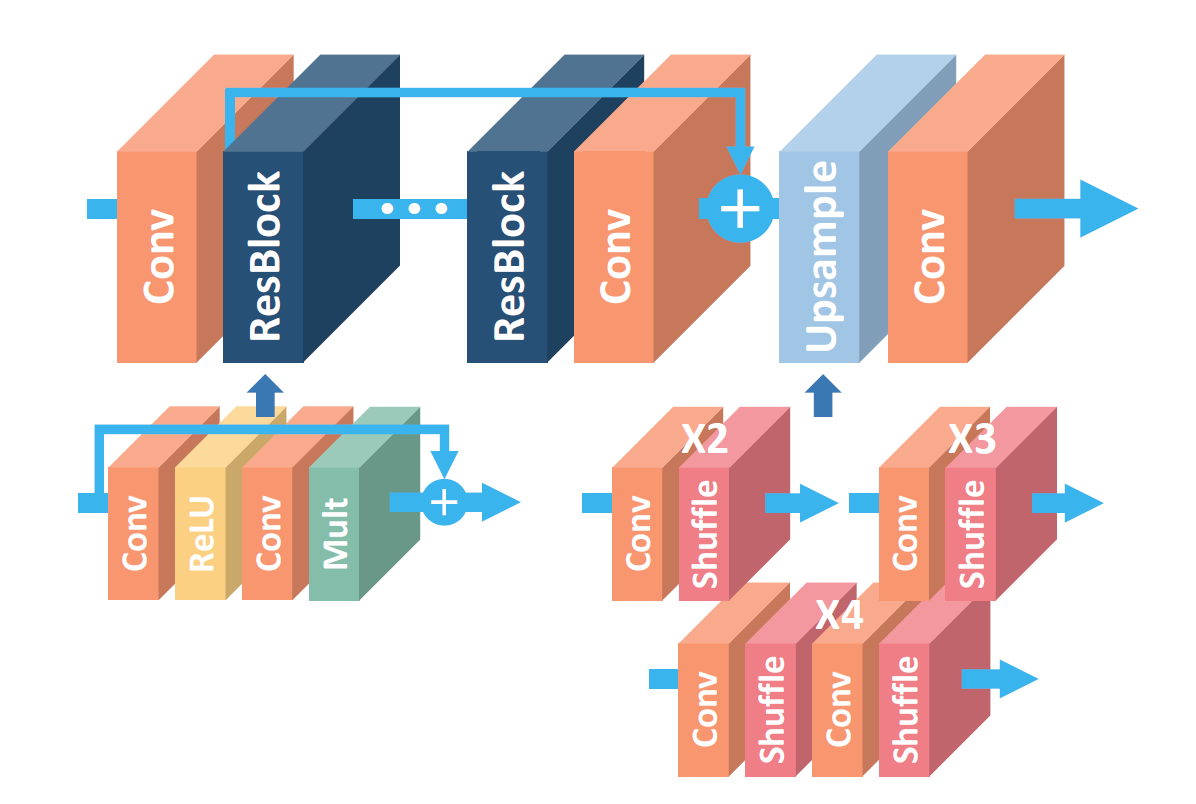 Conv
ResBlock
ResBlock
Conv
Upsample
Conv
Conv
ReLU
Conv
Mult
X2
Conv
Shuffle
X3
Conv
Shuffle
X4
Conv
Shuffle
Conv
Shuffle